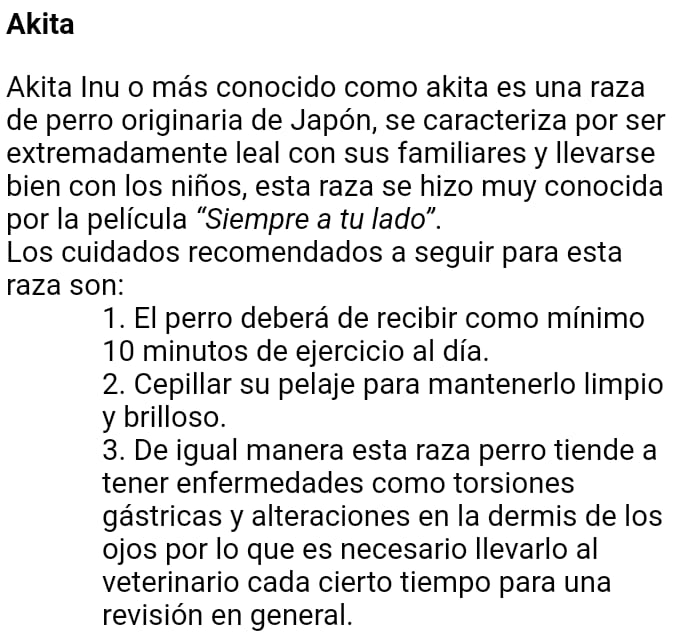 Akita
Akita Inu o más conocido como akita es una raza
de perro originaria de Japón, se caracteriza por ser
extremadamente leal con sus familiares y llevarse
bien con los niños, esta raza se hizo muy conocida
por la película “Siempre a tu lado”.
Los cuidados recomendados a seguir para esta
raza son:
1. El perro deberá de recibir como mínimo
10 minutos de ejercicio al día.
2. Cepillar su pelaje para mantenerlo limpio
y brilloso.
3. De igual manera esta raza perro tiende a
tener enfermedades como torsiones
gástricas y alteraciones en la dermis de los
ojos por lo que es necesario llevarlo al
veterinario cada cierto tiempo para una
revisión en general.